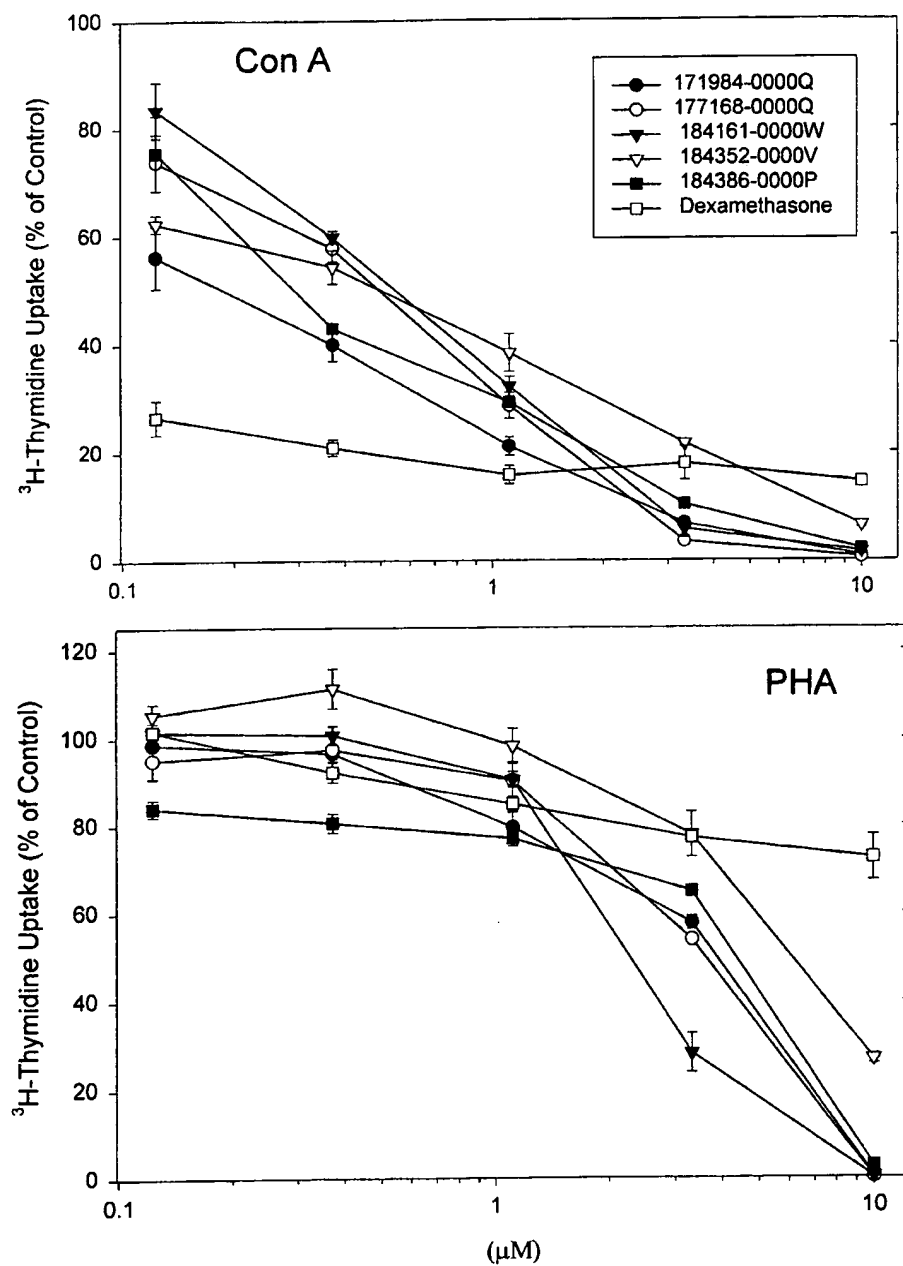 Con A
171984-0000Q
177168-0000Q
184161-0000W
184352-0000V
184386-0000P
Dexamethasone
³H-Thymidine Uptake (% of Control)
100
80
60
40
20
0
0.1
1
10
PHA
³H-Thymidine Uptake (% of Control)
120
100
80
60
40
20
0
0.1
1
10
(μM)